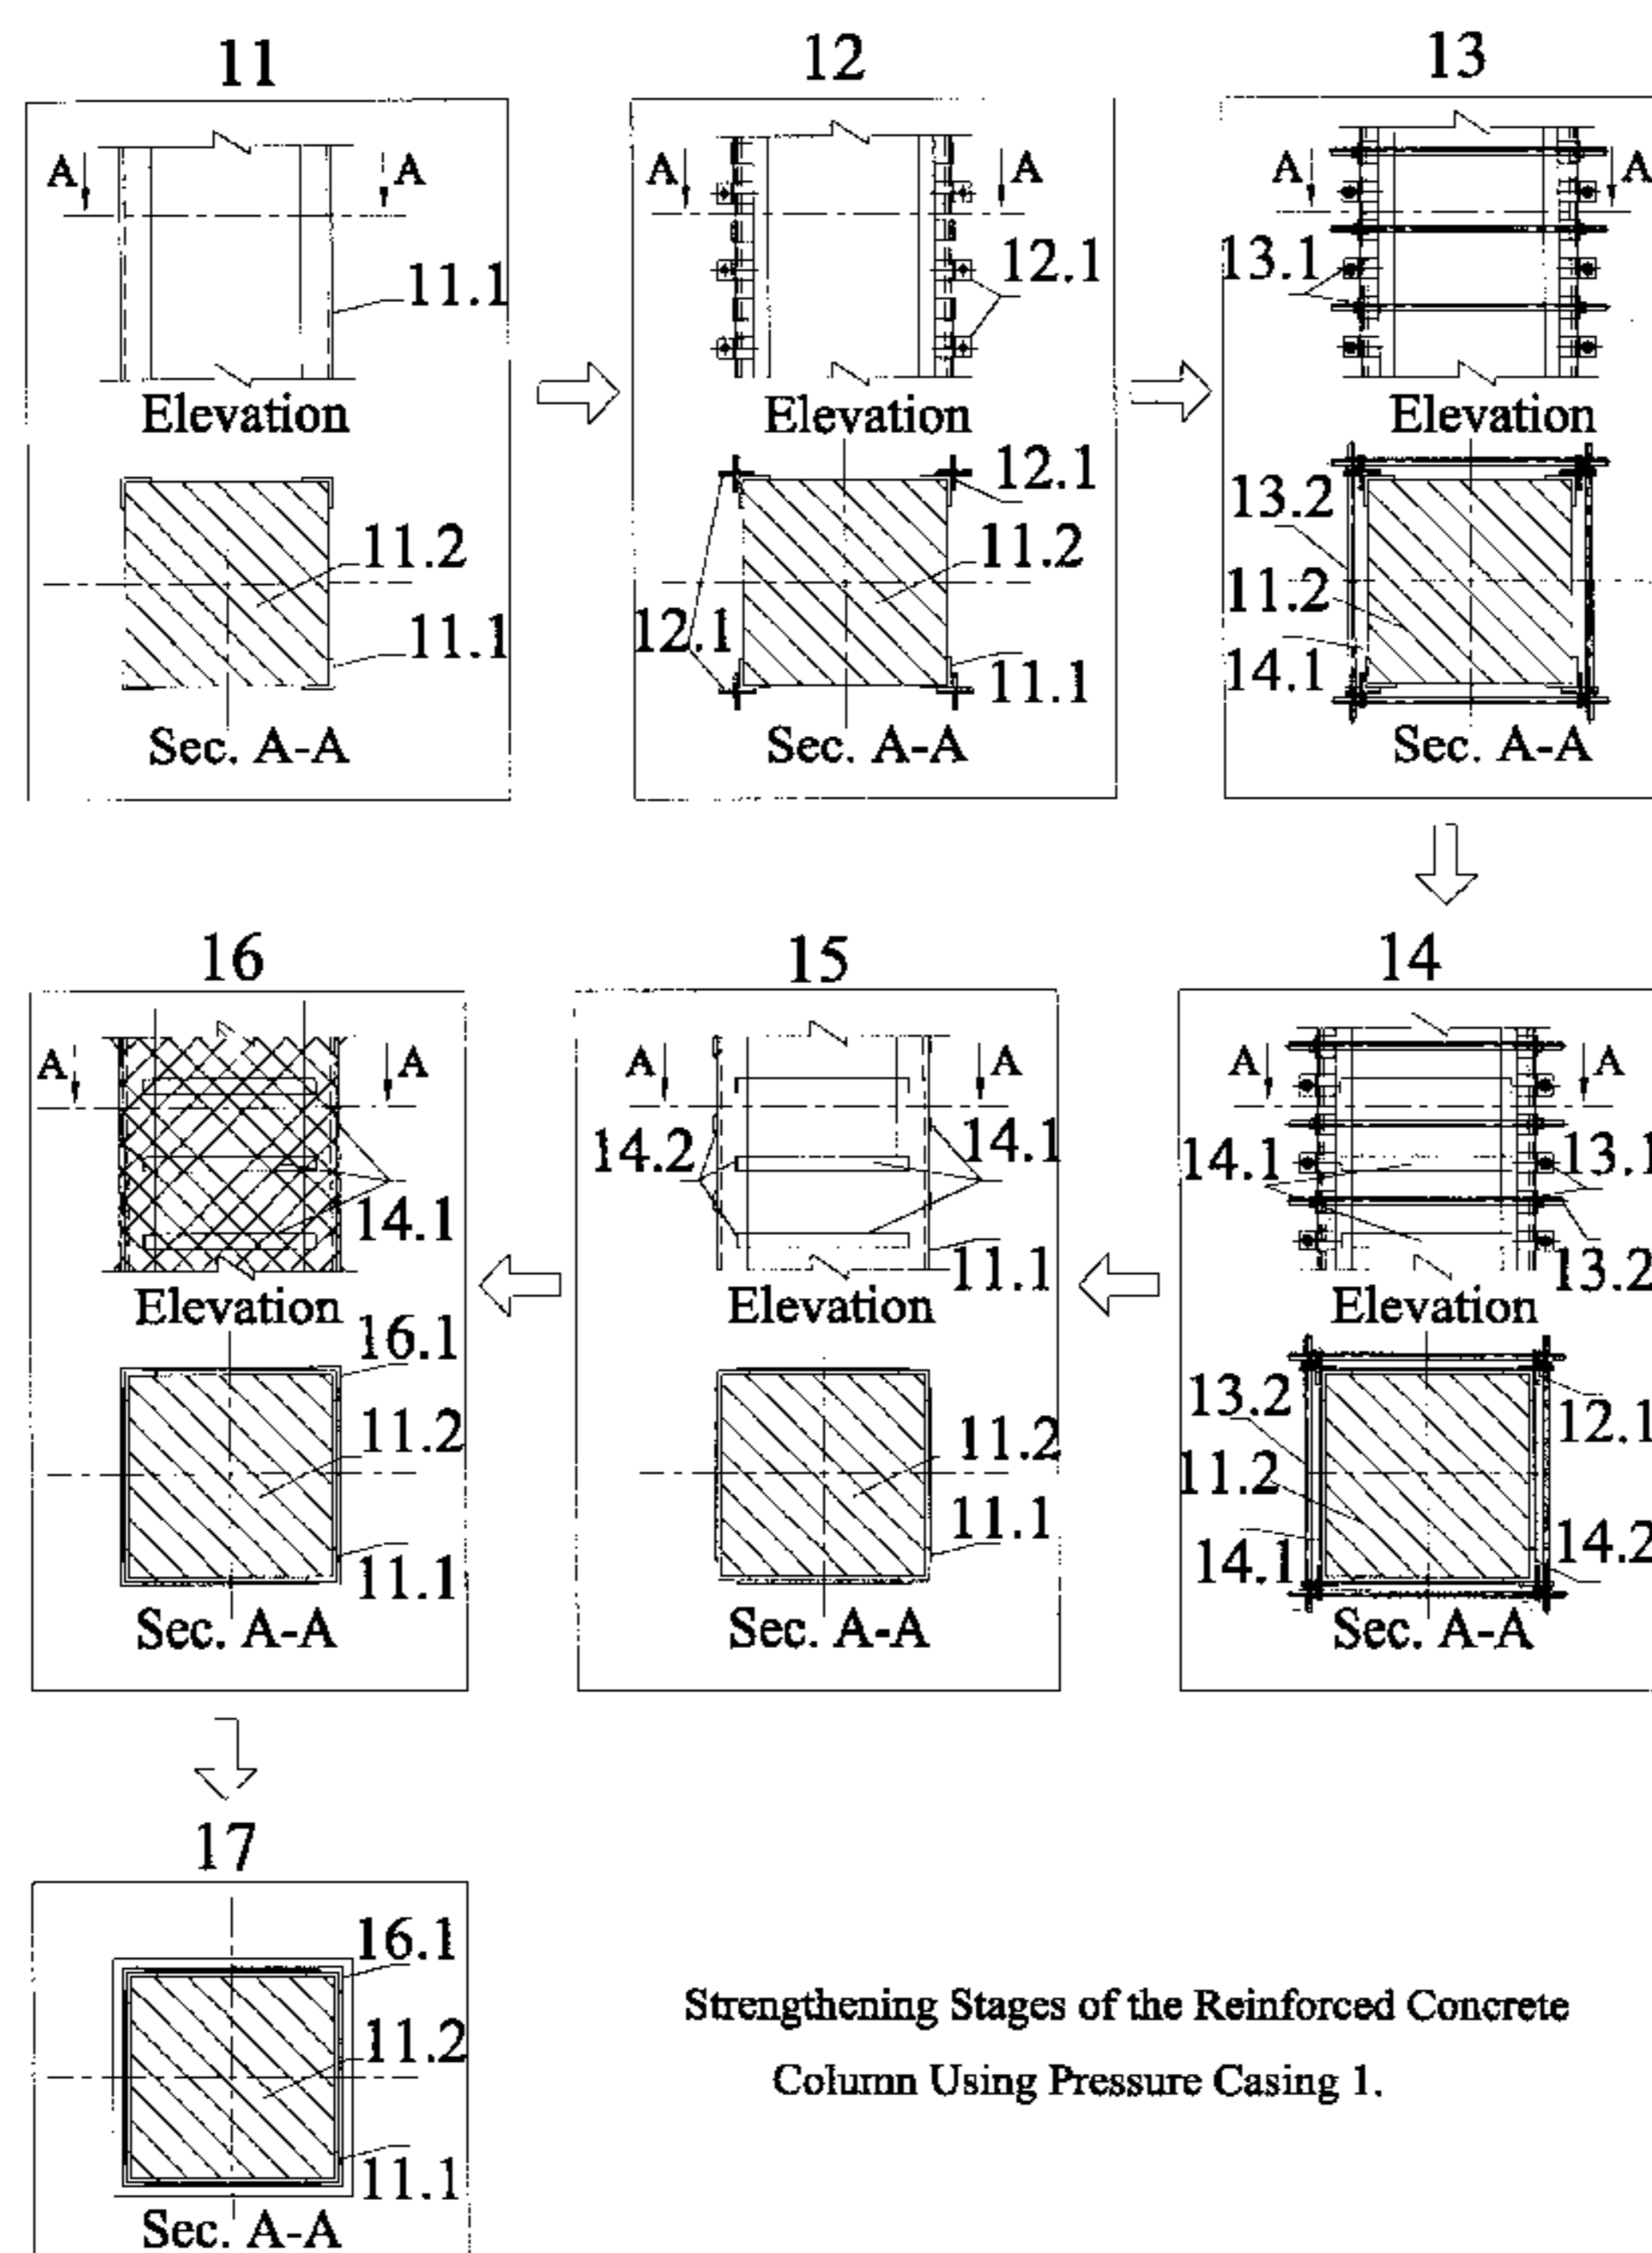 11
A A
11.1
Elevation
11.2
11.1
Sec. A-A
12
A A
12.1
Elevation
12.1
11.2
12.1
11.1
Sec. A-A
13
A A
13.1
Elevation
13.2
11.2
14.1
Sec. A-A
14
A A
14.1 13.1
13.2
Elevation
13.2
12.1
11.2
14.2
14.1
Sec. A-A
15
A A
14.2 14.1
11.1
Elevation
11.2
11.1
Sec. A-A
16
A A
14.1
Elevation
16.1
11.2
11.1
Sec. A-A
17
16.1
11.2
11.1
Sec. A-A
Strengthening Stages of the Reinforced Concrete
Column Using Pressure Casing 1.